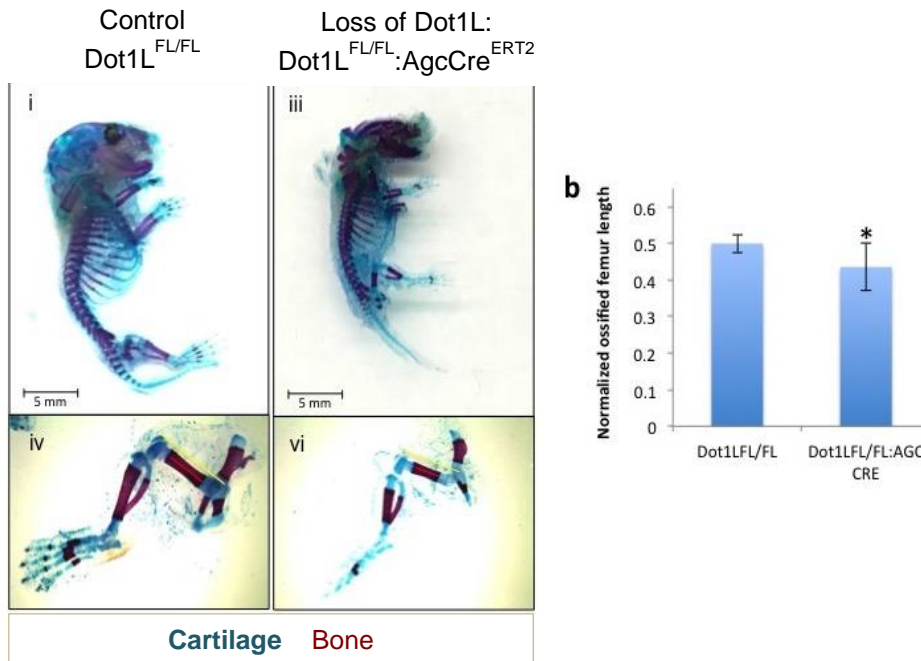 Control
Dot1L^FL/FL
Loss of Dot1L:
Dot1L^FL/FL:AgcCre^ERT2
i
iii
5 mm
5 mm
iv
vi
Cartilage Bone
b
Normalized ossified femur length
0.6
0.5
0.4
0.3
0.2
0.1
0
*
Dot1LFL/FL
Dot1LFL/FL:AGC
CRE